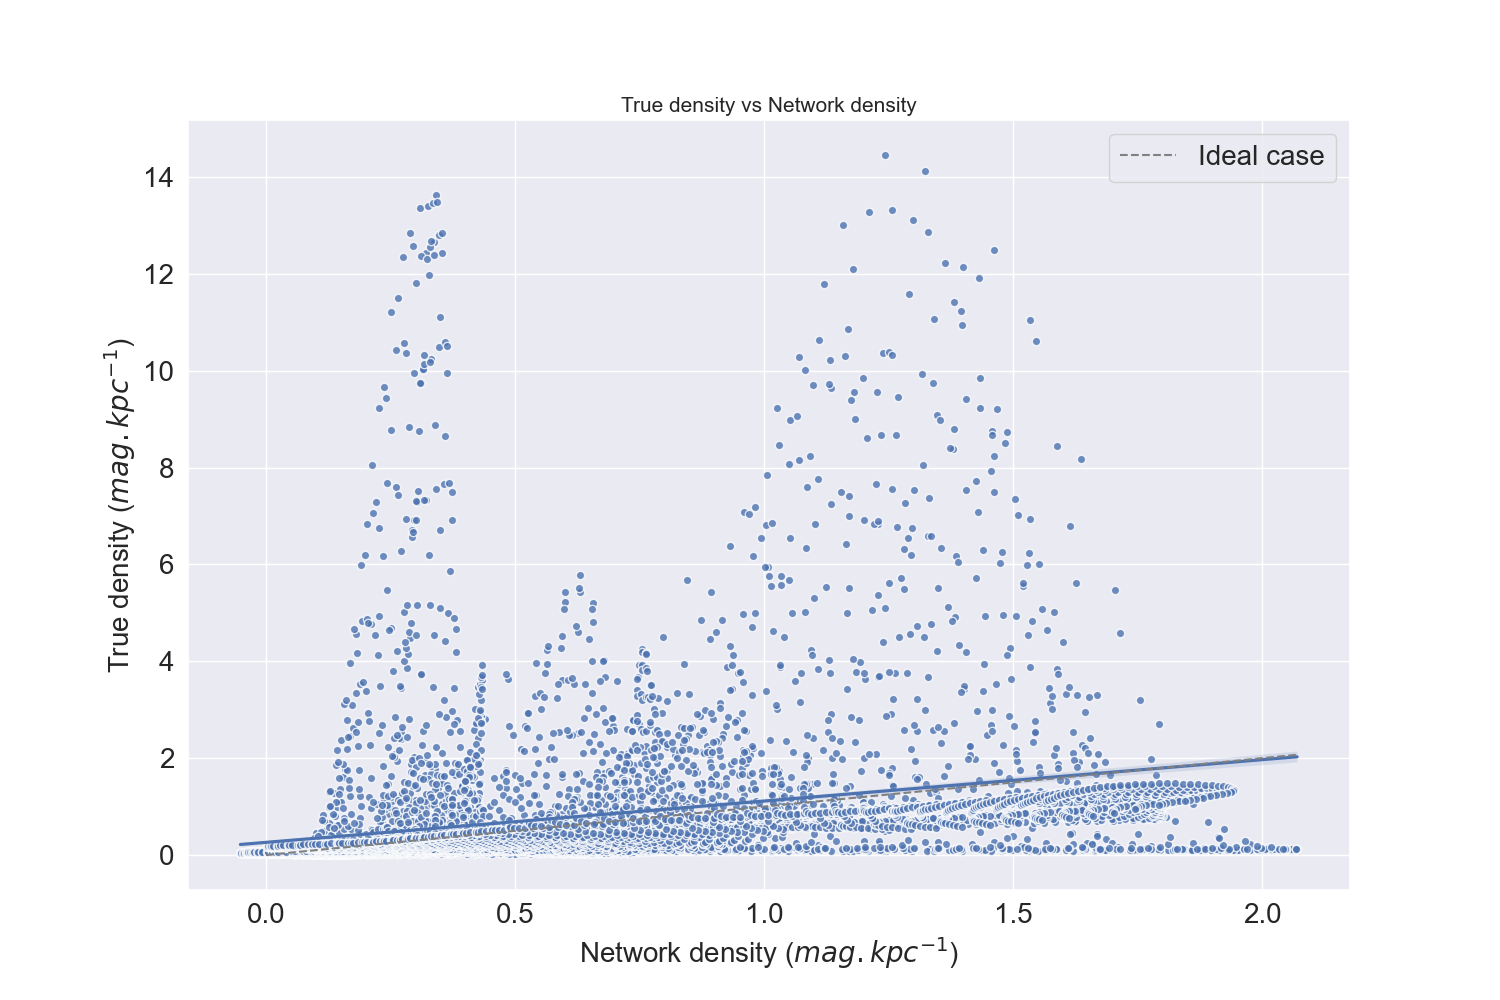 True density vs Network density
Ideal case
14
12
10
8
6
4
2
0
True density (mag. kpc⁻¹)
0.0 0.5 1.0 1.5 2.0
Network density (mag. kpc⁻¹)